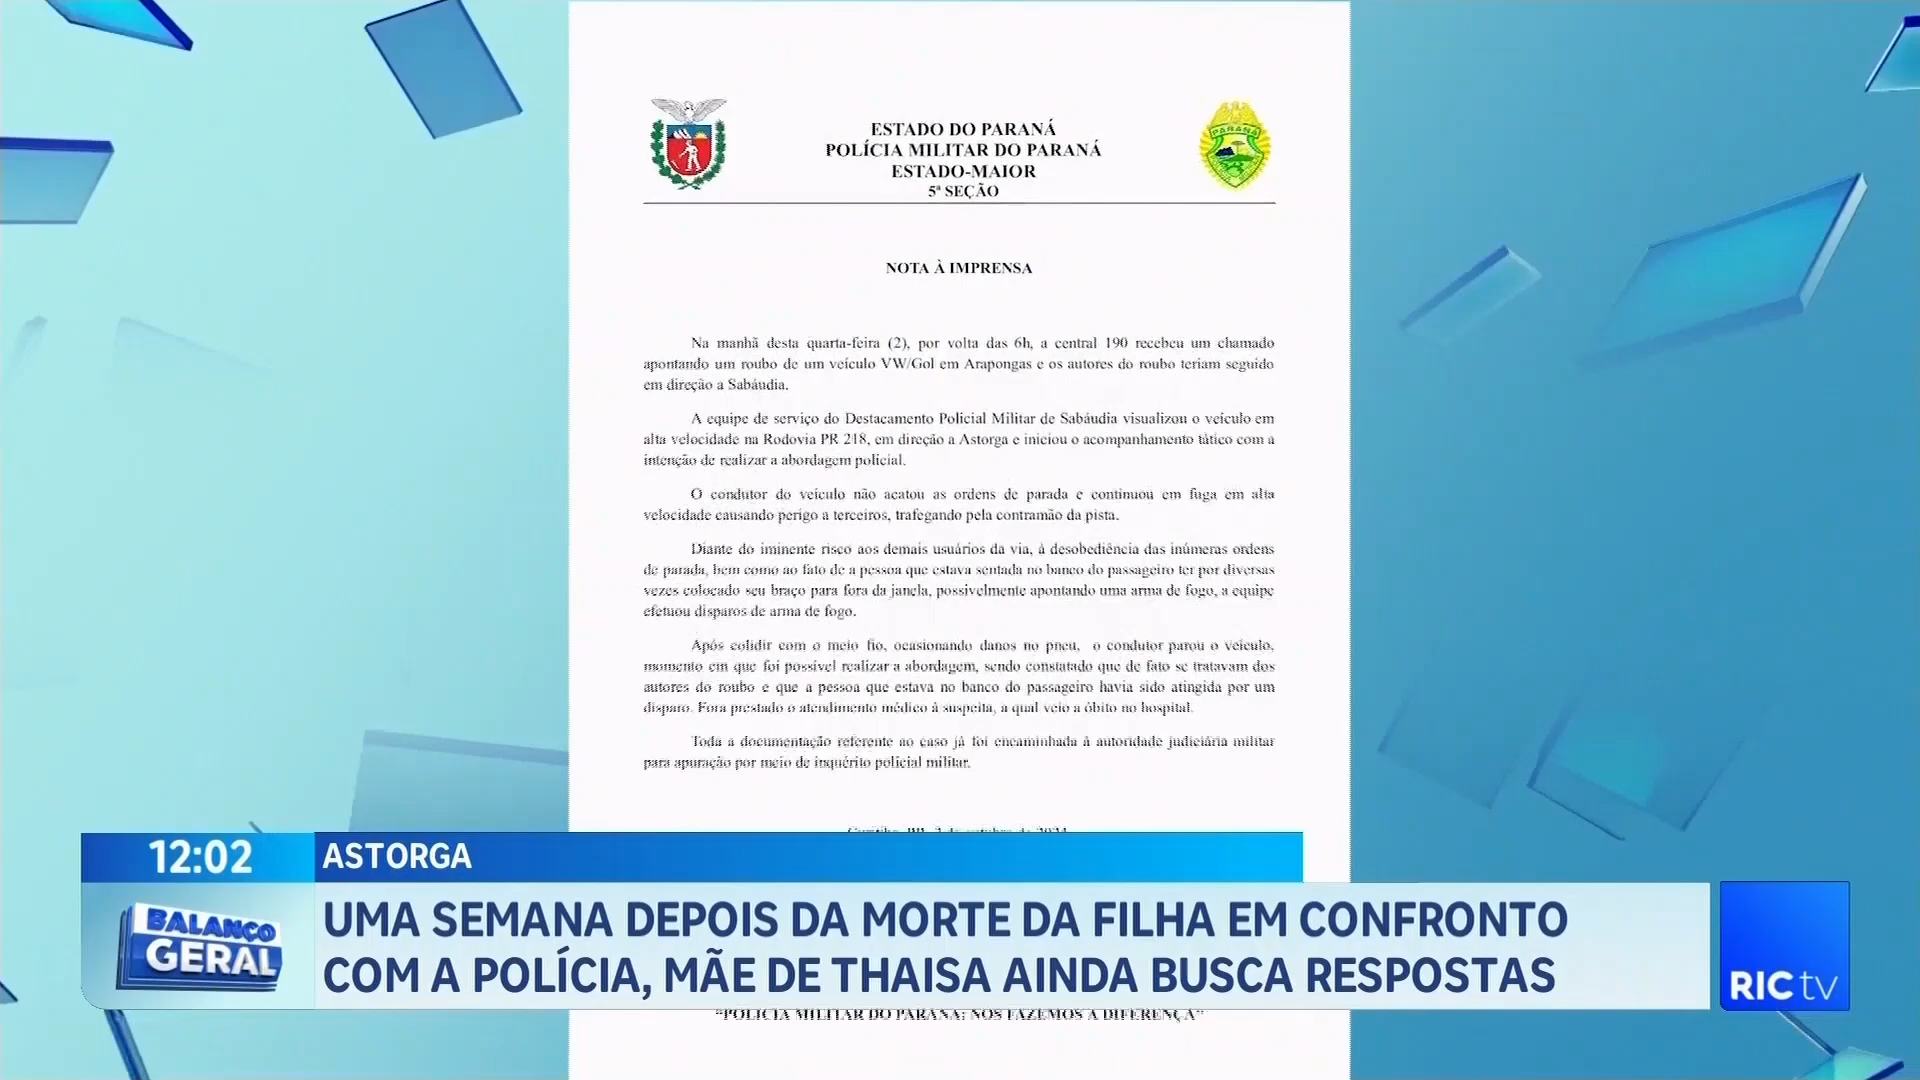 ESTADO DO PARANÁ
POLÍCIA MILITAR DO PARANÁ
ESTADO-MAIOR
5ª SEÇÃO
PARANÁ
NOTA À IMPRENSA
Na manhã desta quarta-feira (2), por volta das 6h, a central 190 recebeu um chamado
apontando um roubo de um veículo VW/Gol em Arapongas e os autores do roubo teriam seguido
em direção a Sabáudia.
A equipe de serviço do Destacamento Policial Militar de Sabáudia visualizou o veículo em
alta velocidade na Rodovia PR 218, em direção a Astorga e iniciou o acompanhamento tático com a
intenção de realizar a abordagem policial.
O condutor do veículo não acatou as ordens de parada e continuou em fuga em alta
velocidade causando perigo a terceiros, trafegando pela contramão da pista.
Diante do iminente risco aos demais usuários da via, à desobediência das inúmeras ordens
de parada, bem como ao fato de a pessoa que estava sentada no banco do passageiro ter por diversas
vezes colocado seu braço para fora da janela, possivelmente apontando uma arma de fogo, a equipe
efetuou disparos de arma de fogo.
Após colidir com o meio fio, ocasionando danos no pneu, o condutor parou o veículo,
momento em que foi possível realizar a abordagem, sendo constatado que de fato se tratavam dos
autores do roubo e que a pessoa que estava no banco do passageiro havia sido atingida por um
disparo. Fora prestado o atendimento médico à suspeita, a qual veio a óbito no hospital.
Toda a documentação referente ao caso já foi encaminhada à autoridade judiciária militar
para apuração por meio de inquérito policial militar.
Curitiba, PR, 2 de outubro de 2024
12:02
ASTORGA
BALANÇO
GERAL
UMA SEMANA DEPOIS DA MORTE DA FILHA EM CONFRONTO
COM A POLÍCIA, MÃE DE THAISA AINDA BUSCA RESPOSTAS
RIC tv
"POLÍCIA MILITAR DO PARANÁ: NÓS FAZEMOS A DIFERENÇA"